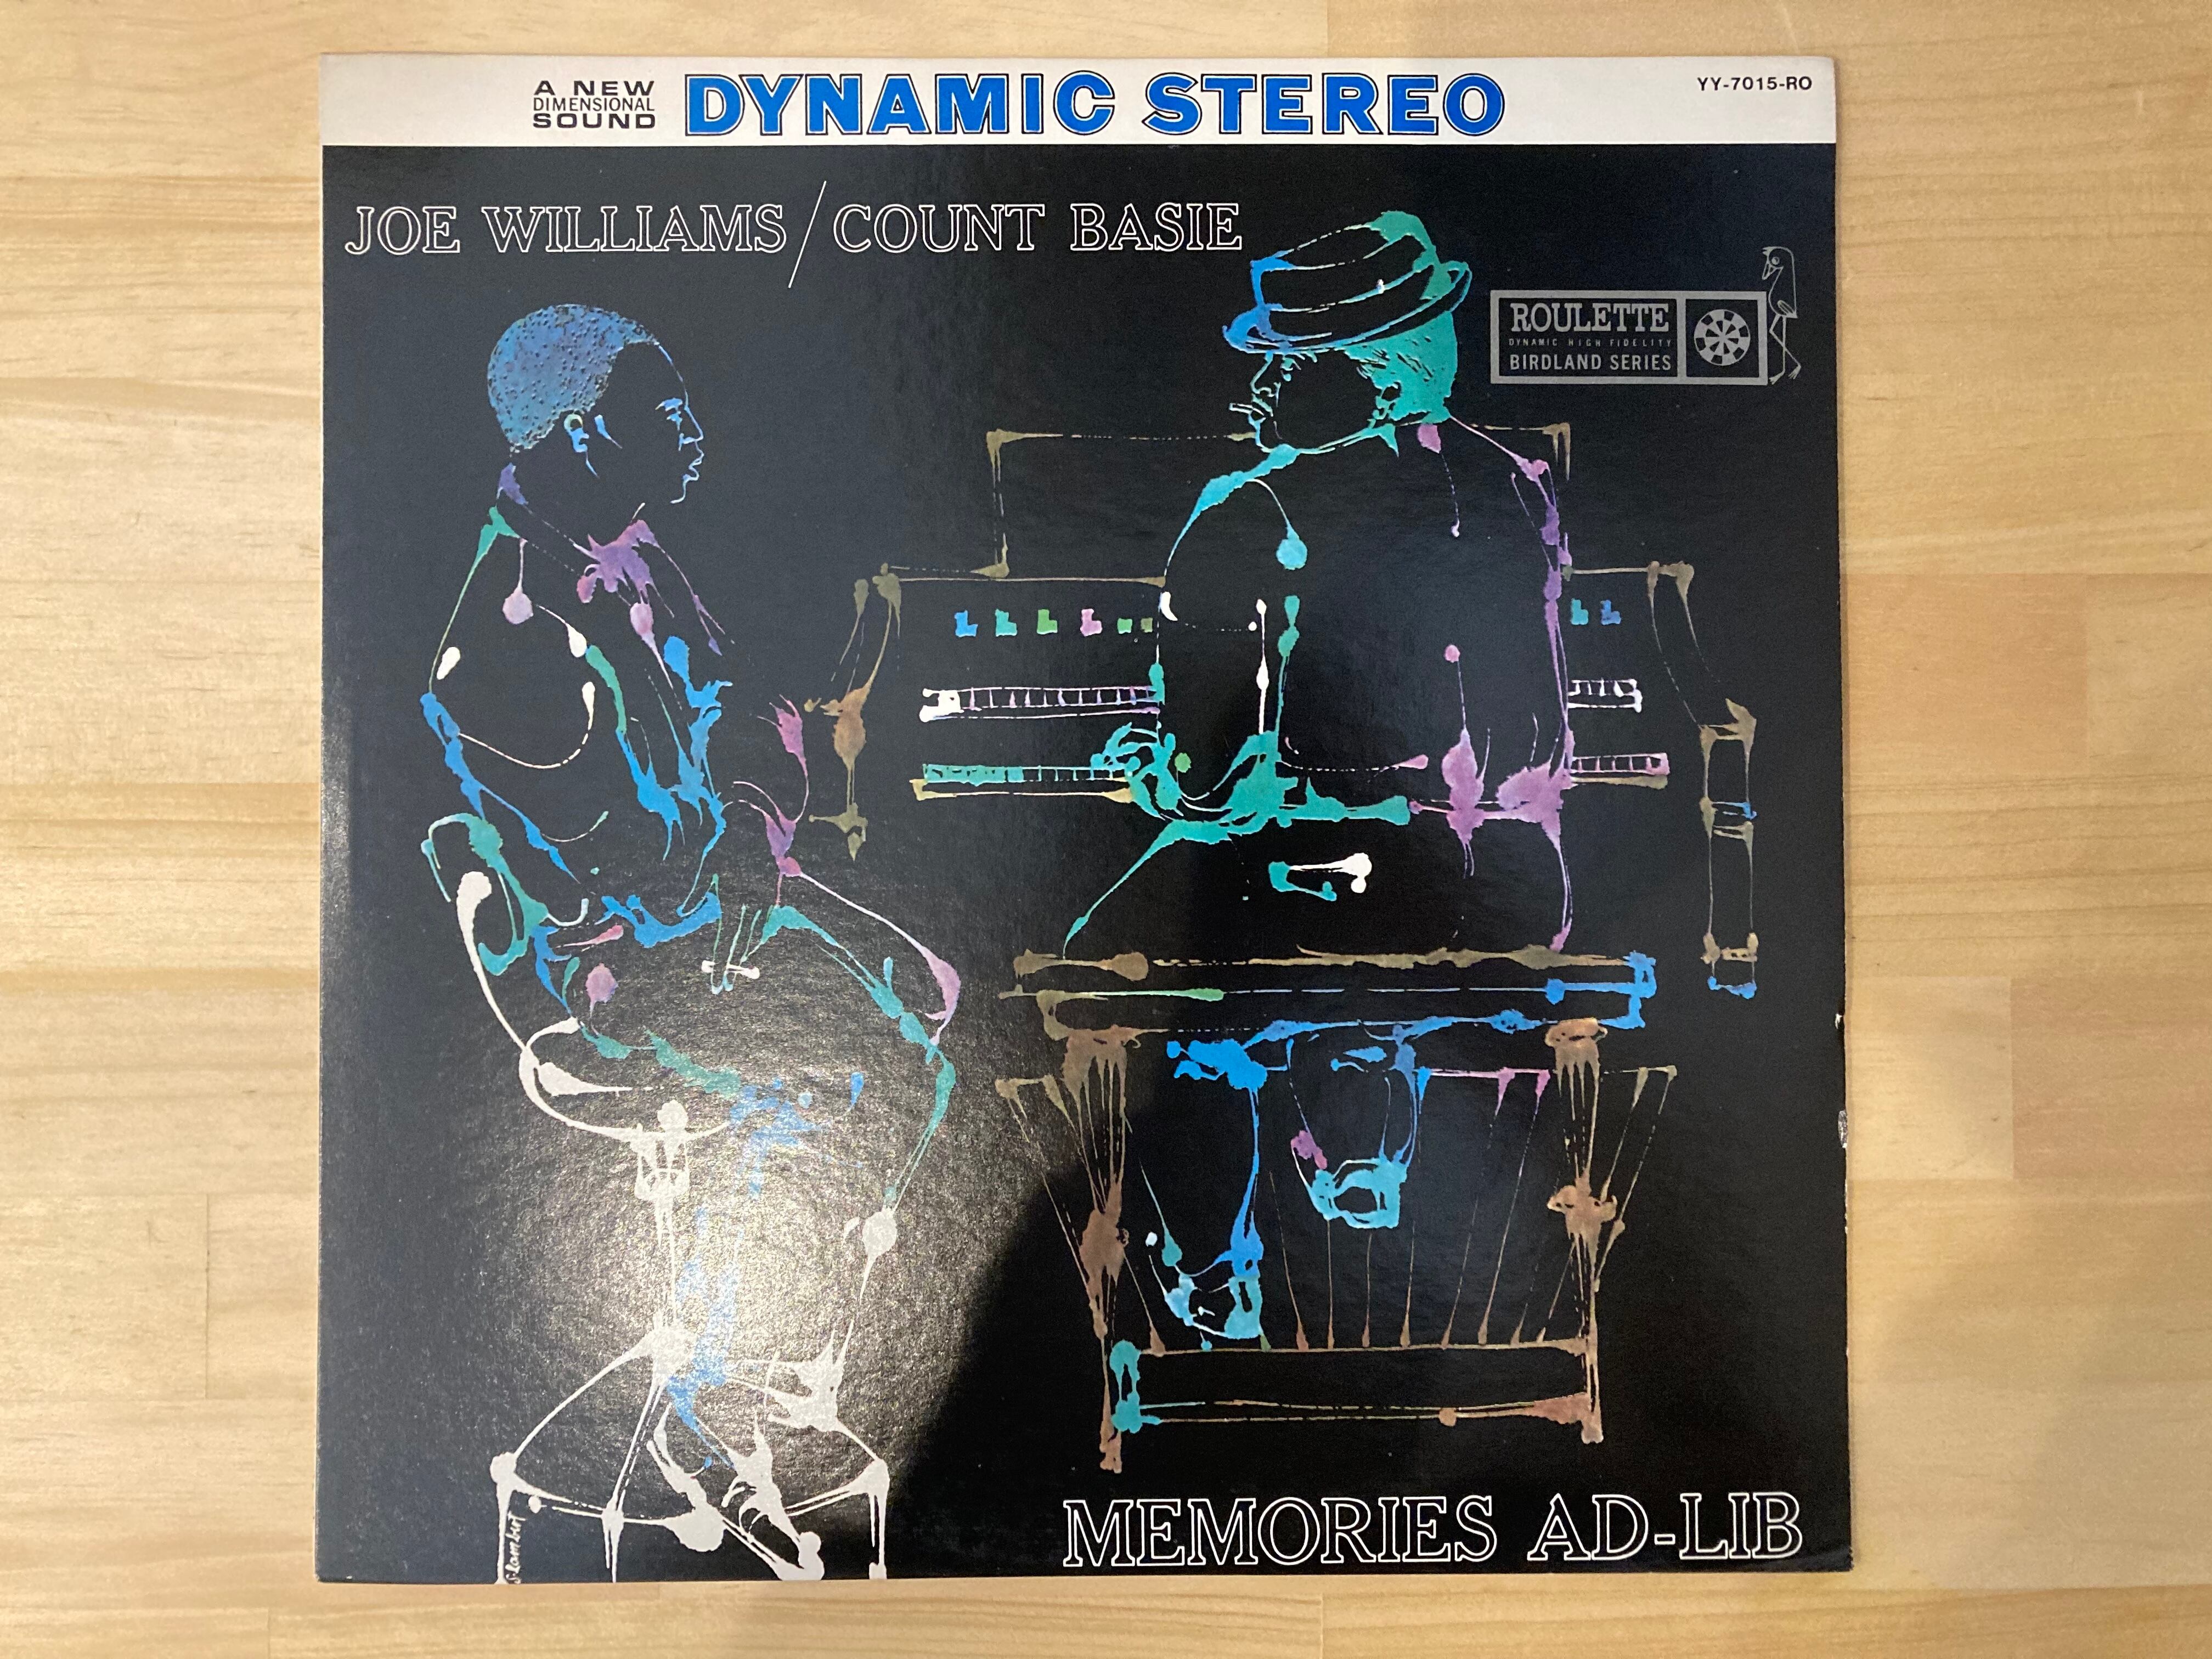 A NEW
DIMENSIONAL
SOUND
DYNAMIC STEREO
YY-7015-RO
JOE WILLIAMS/COUNT BASIE
ROULETTE
DYNAMIC HIGH FIDELITY
BIRDLAND SERIES
S. Lambert
MEMORIES AD-LIB